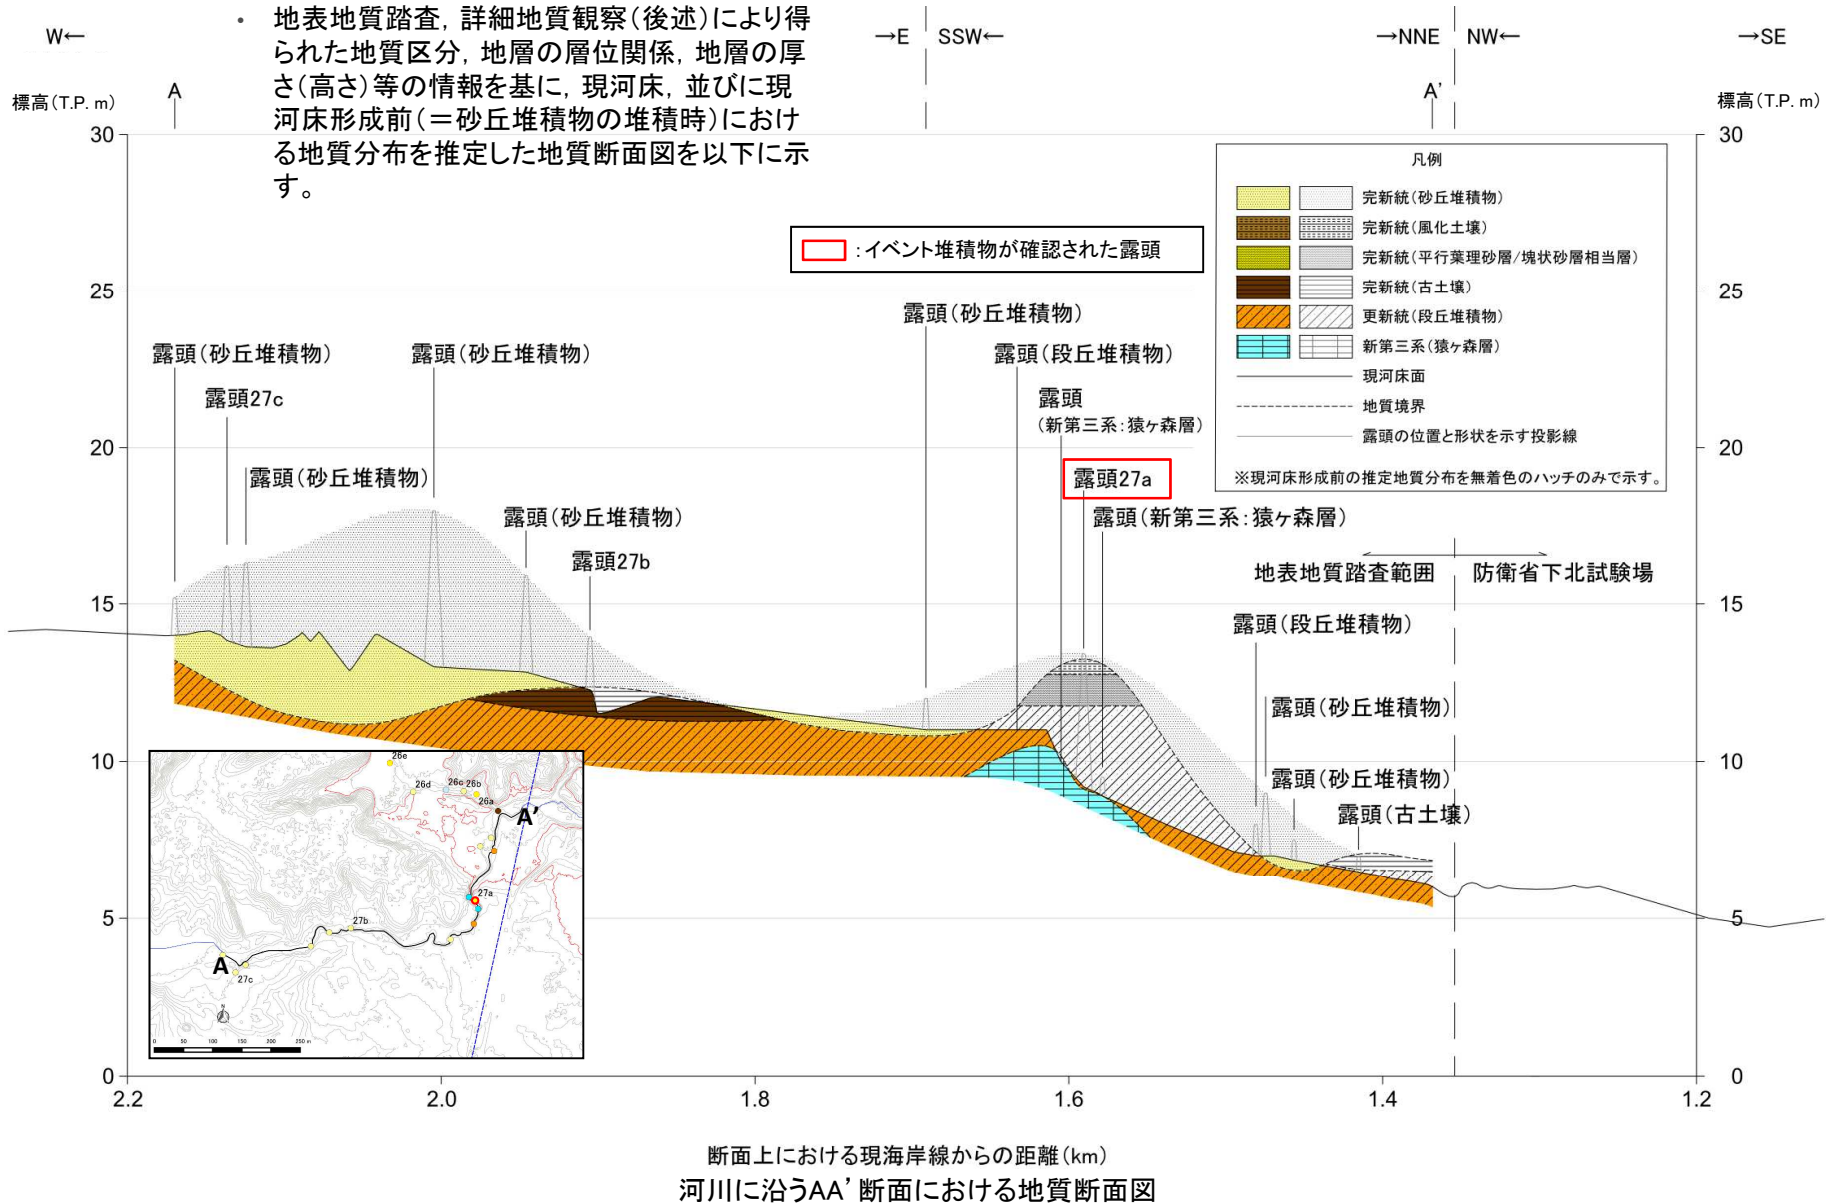 ・ 地表地質踏査，詳細地質観察（後述）により得
られた地質区分，地層の層位関係，地層の厚
さ（高さ）等の情報を基に，現河床，並びに現
河床形成前（＝砂丘堆積物の堆積時）におけ
る地質分布を推定した地質断面図を以下に示
す。
W←
→E
SSW←
→NNE
NW←
→SE
標高（T.P. m）
A
A'
標高（T.P. m）
30
25
20
15
10
5
0
30
25
20
15
10
5
0
凡例
完新統（砂丘堆積物）
完新統（風化土壌）
完新統（平行葉理砂層/塊状砂層相当層）
完新統（古土壌）
更新統（段丘堆積物）
新第三系（猿ヶ森層）
現河床面
地質境界
露頭の位置と形状を示す投影線
※現河床形成前の推定地質分布を無着色のハッチのみで示す。
：イベント堆積物が確認された露頭
露頭（砂丘堆積物）
露頭27c
露頭（砂丘堆積物）
露頭（砂丘堆積物）
露頭（砂丘堆積物）
露頭27b
露頭（砂丘堆積物）
露頭（段丘堆積物）
露頭
（新第三系：猿ヶ森層）
露頭27a
露頭（新第三系：猿ヶ森層）
地表地質踏査範囲
防衛省下北試験場
露頭（段丘堆積物）
露頭（砂丘堆積物）
露頭（砂丘堆積物）
露頭（古土壌）
26e
26d
26c
26b
26a
A'
27a
27b
A
27c
N
0 50 100 150 200 250 m
2.2
2.0
1.8
1.6
1.4
1.2
断面上における現海岸線からの距離（km）
河川に沿うAA'断面における地質断面図